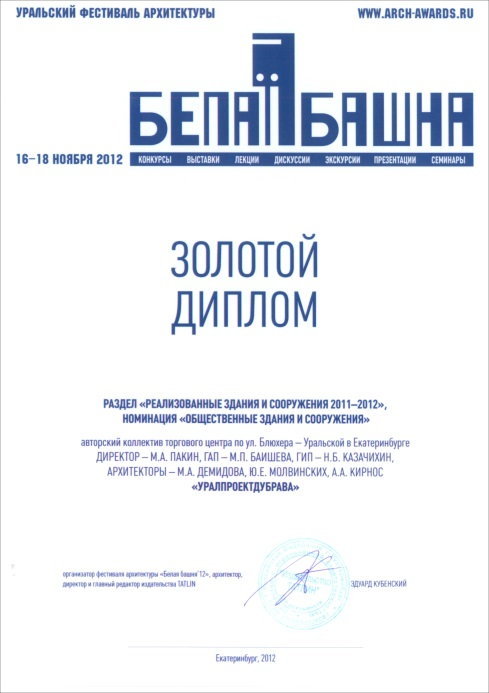 УРАЛЬСКИЙ ФЕСТИВАЛЬ АРХИТЕКТУРЫ
WWW.ARCH-AWARDS.RU
БЕЛАЯ БАШНЯ
16–18 НОЯБРЯ 2012
КОНКУРСЫ ВЫСТАВКИ ЛЕКЦИИ ДИСКУССИИ ЭКСКУРСИИ ПРЕЗЕНТАЦИИ СЕМИНАРЫ
ЗОЛОТОЙ
ДИПЛОМ
РАЗДЕЛ «РЕАЛИЗОВАННЫЕ ЗДАНИЯ И СООРУЖЕНИЯ 2011–2012»,
НОМИНАЦИЯ «ОБЩЕСТВЕННЫЕ ЗДАНИЯ И СООРУЖЕНИЯ»
авторский коллектив торгового центра по ул. Блюхера – Уральской в Екатеринбурге
ДИРЕКТОР – М.А. ПАКИН, ГАП – М.П. БАИШЕВА, ГИП – Н.Б. КАЗАЧИХИН,
АРХИТЕКТОРЫ – М.А. ДЕМИДОВА, Ю.Е. МОЛВИНСКИХ, А.А. КИРНОС
«УРАЛПРОЕКТДУБРАВА»
организатор фестиваля архитектуры «Белая башня'12», архитектор,
директор и главный редактор издательства TATLIN
ЭДУАРД КУБЕНСКИЙ
Екатеринбург, 2012